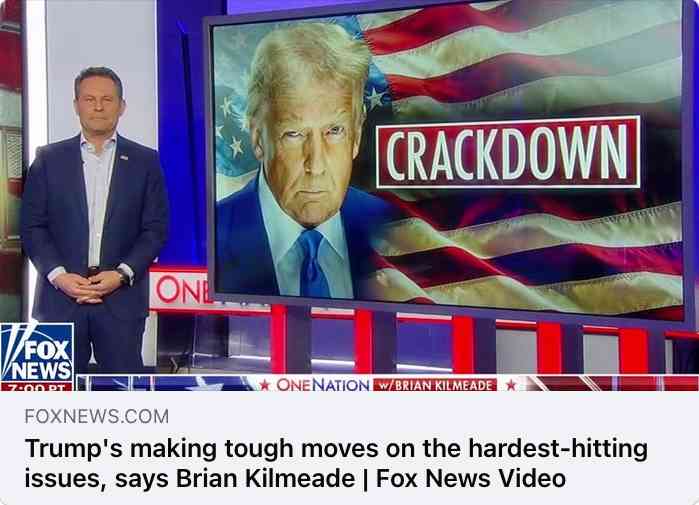 CRACKDOWN
ONE
FOX
NEWS
7:00 PT
ONE NATION W/BRIAN KILMEADE
FOXNEWS.COM
Trump's making tough moves on the hardest-hitting
issues, says Brian Kilmeade | Fox News Video